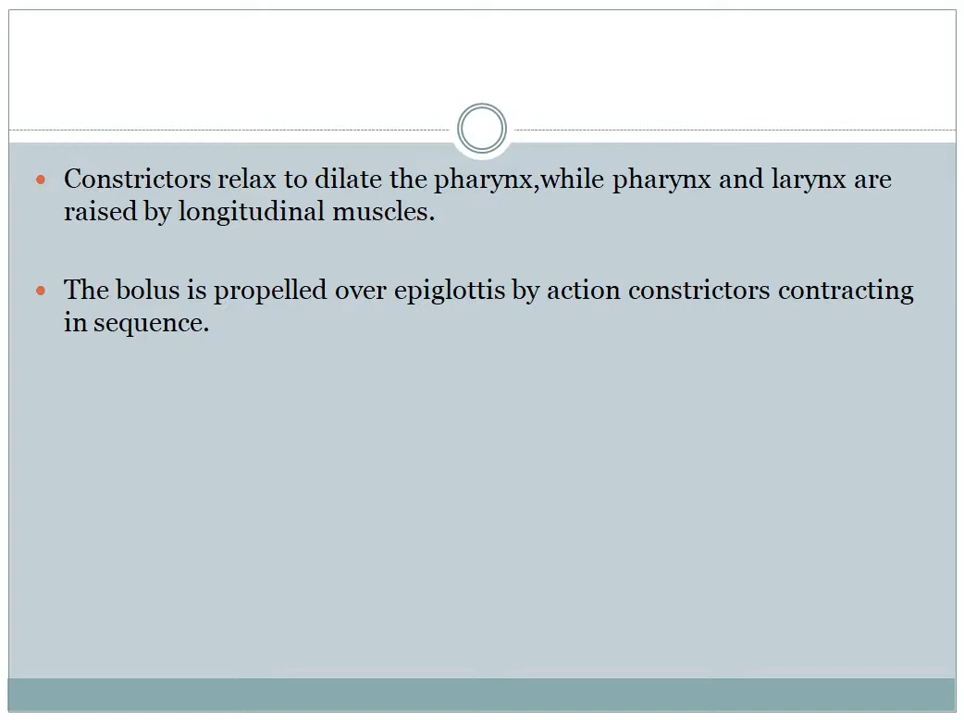 Constrictors relax to dilate the pharynx,while pharynx and larynx are
raised by longitudinal muscles.
The bolus is propelled over epiglottis by action constrictors contracting
in sequence.